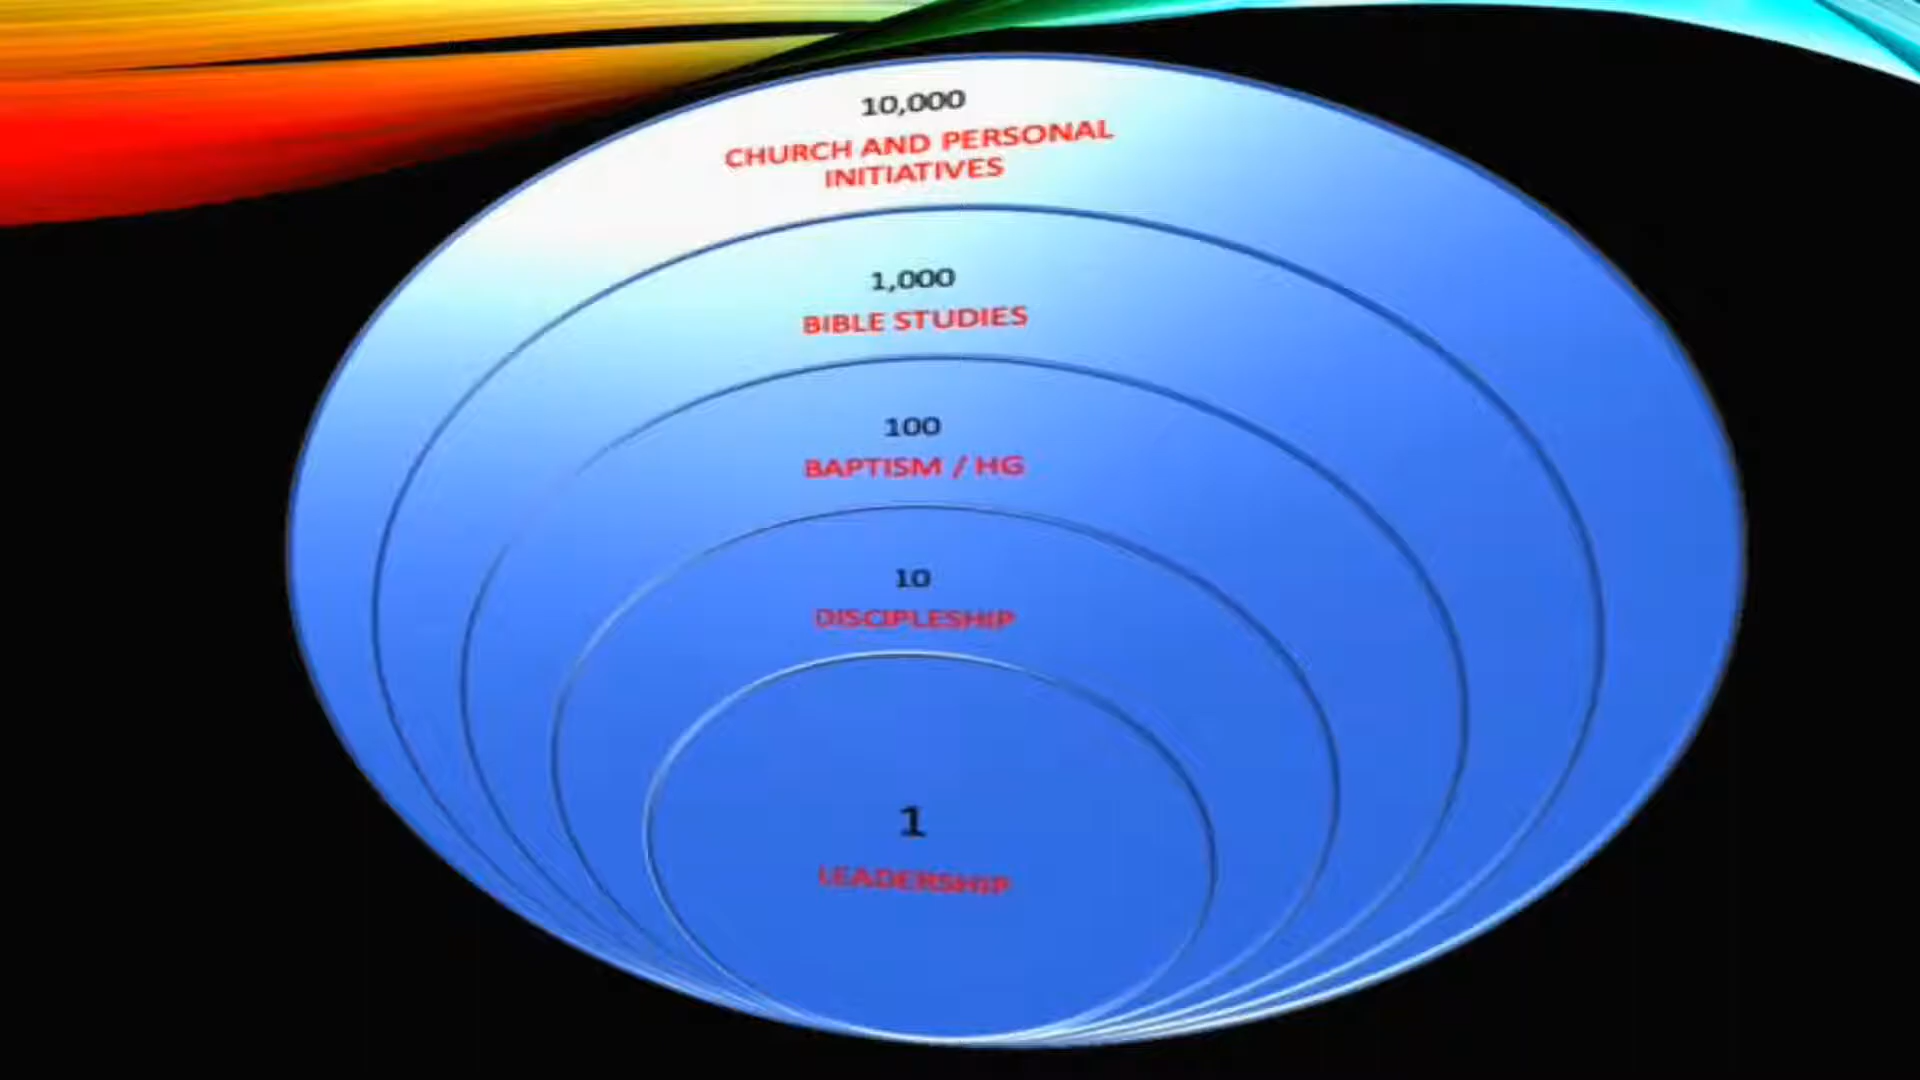 10,000
CHURCH AND PERSONAL
INITIATIVES
1,000
BIBLE STUDIES
100
BAPTISM / HG
10
DISCIPLESHIP
1
LEADERSHIP